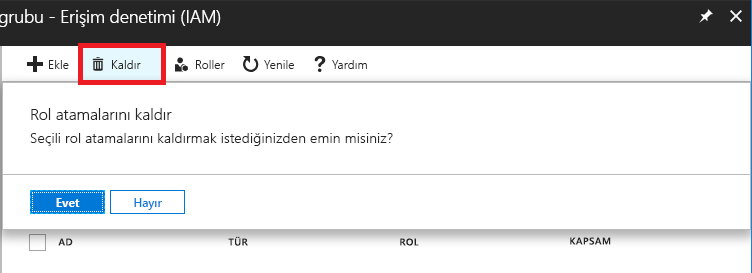 grubu - Erişim denetimi (IAM)
Ekle Kaldır Roller Yenile ? Yardım
Rol atamalarını kaldır
Seçili rol atamalarını kaldırmak istediğinizden emin misiniz?
Evet Hayır
AD TÜR ROL KAPSAM